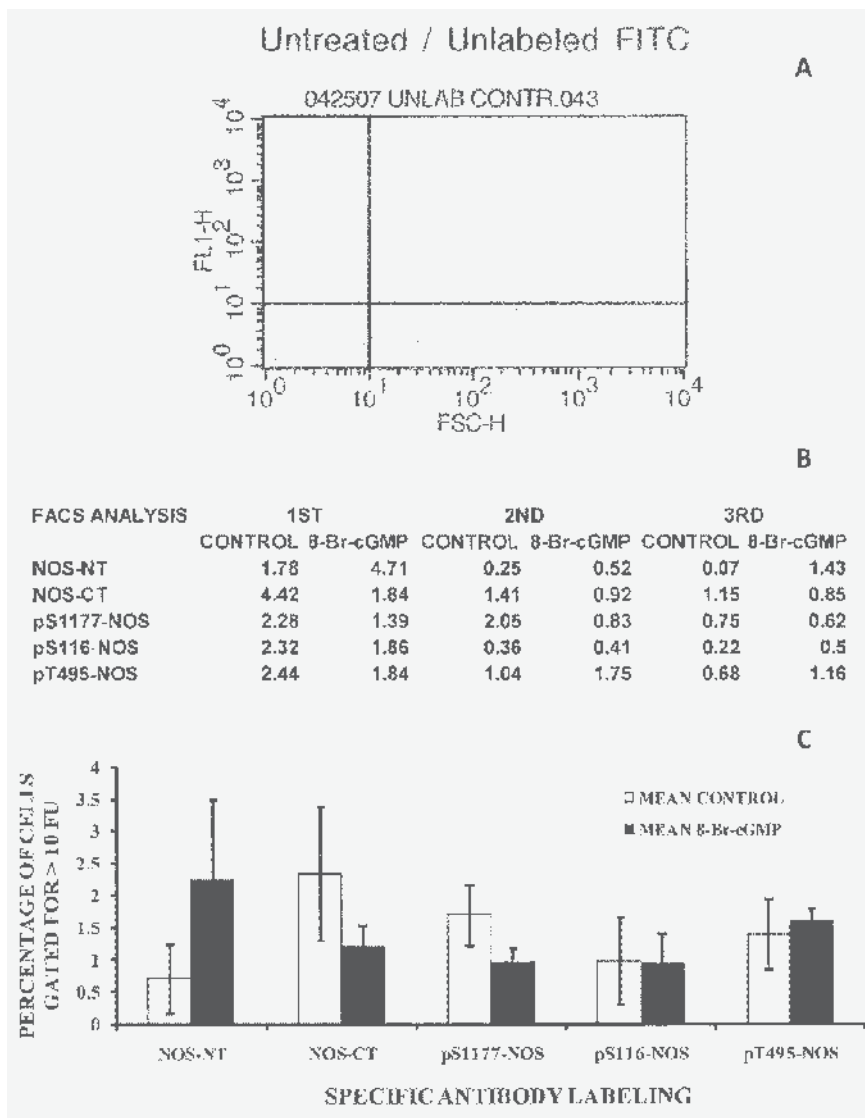 Untreated / Unlabeled FITC
A
042507 UNLAB CONTR.043
FL1-H
10^0 10^1 10^2 10^3 10^4
10^0 10^1 10^2 10^3 10^4
FSC-H
B
FACS ANALYSIS 1ST 2ND 3RD
CONTROL 8-Br-cGMP CONTROL 8-Br-cGMP CONTROL 8-Br-cGMP
NOS-NT 1.78 4.71 0.25 0.52 0.07 1.43
NOS-CT 4.42 1.84 1.41 0.92 1.15 0.85
pS1177-NOS 2.28 1.39 2.05 0.83 0.75 0.62
pS116-NOS 2.32 1.86 0.36 0.41 0.22 0.5
pT495-NOS 2.44 1.84 1.04 1.75 0.68 1.16
C
PERCENTAGE OF CELLS
GATED FOR > 10 FU
4
3.5
3
2.5
2
1.5
1
0.5
0
MEAN CONTROL
MEAN 8-Br-cGMP
NOS-NT NOS-CT pS1177-NOS pS116-NOS pT495-NOS
SPECIFIC ANTIBODY LABELING